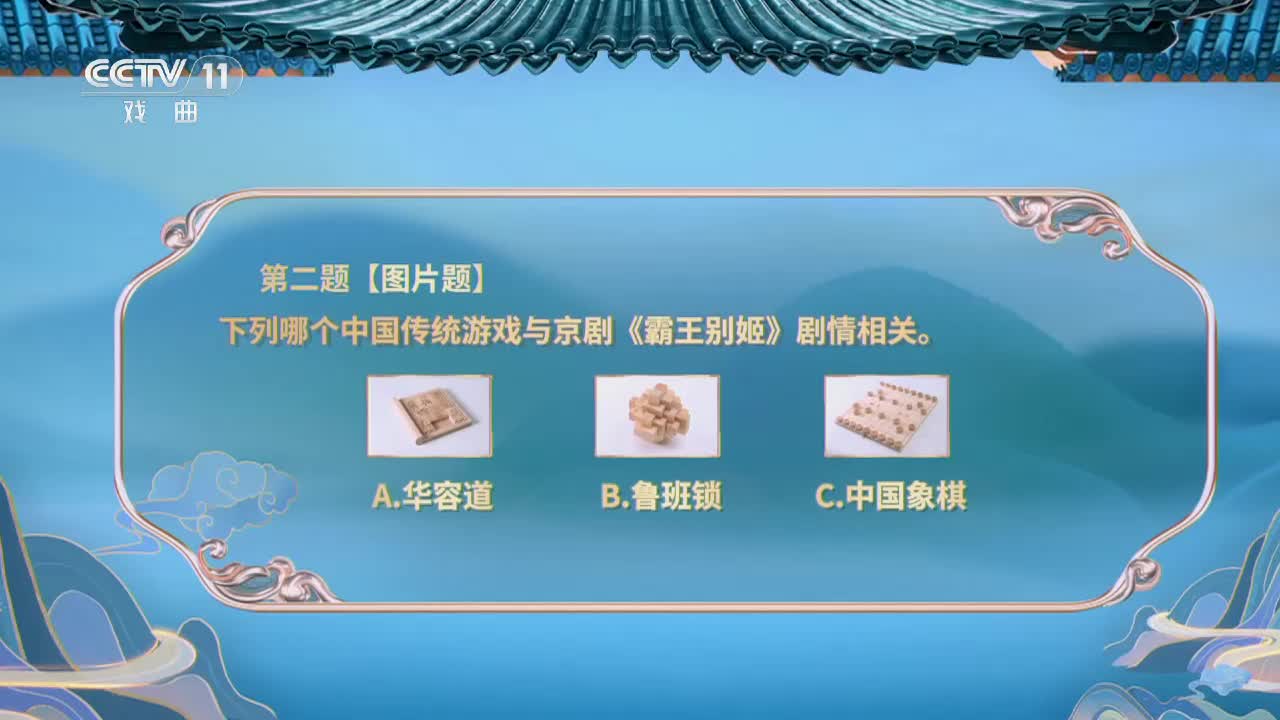 CCTV 11
戏曲
第二题【图片题】
下列哪个中国传统游戏与京剧《霸王别姬》剧情相关。
A.华容道
B.鲁班锁
C.中国象棋